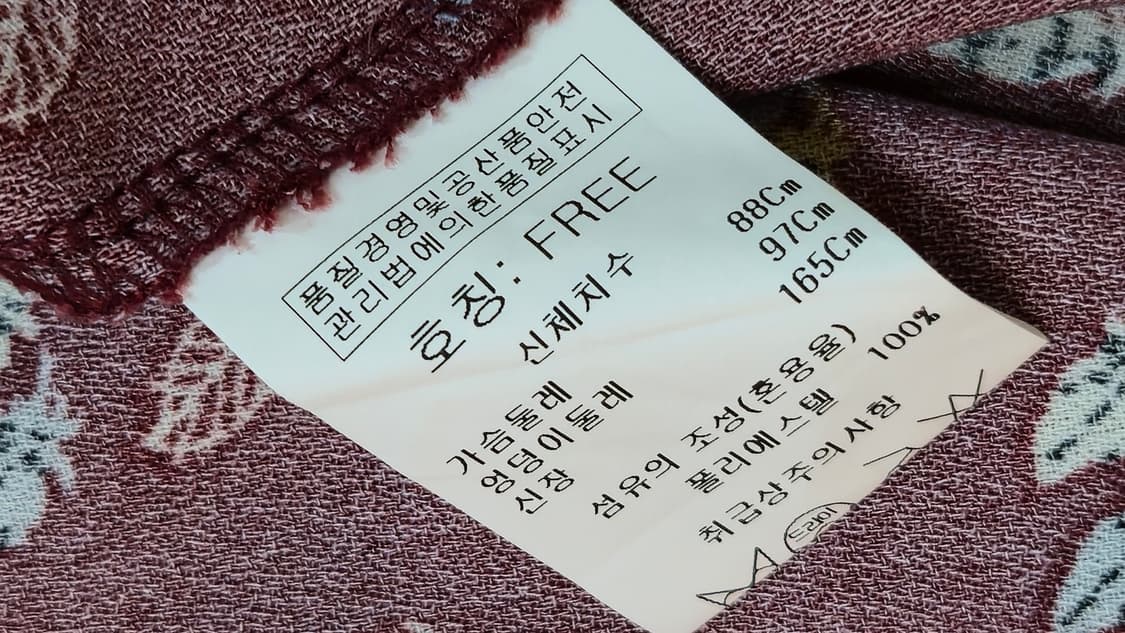 품질경영및공산품안전
관리법에의한품질표시
호칭: FREE
신체치수
가슴둘레 88Cm
엉덩이둘레 97Cm
신장 165Cm
섬유의 조성(혼용율)
폴리에스텔 100%
취급상주의사항
드라이